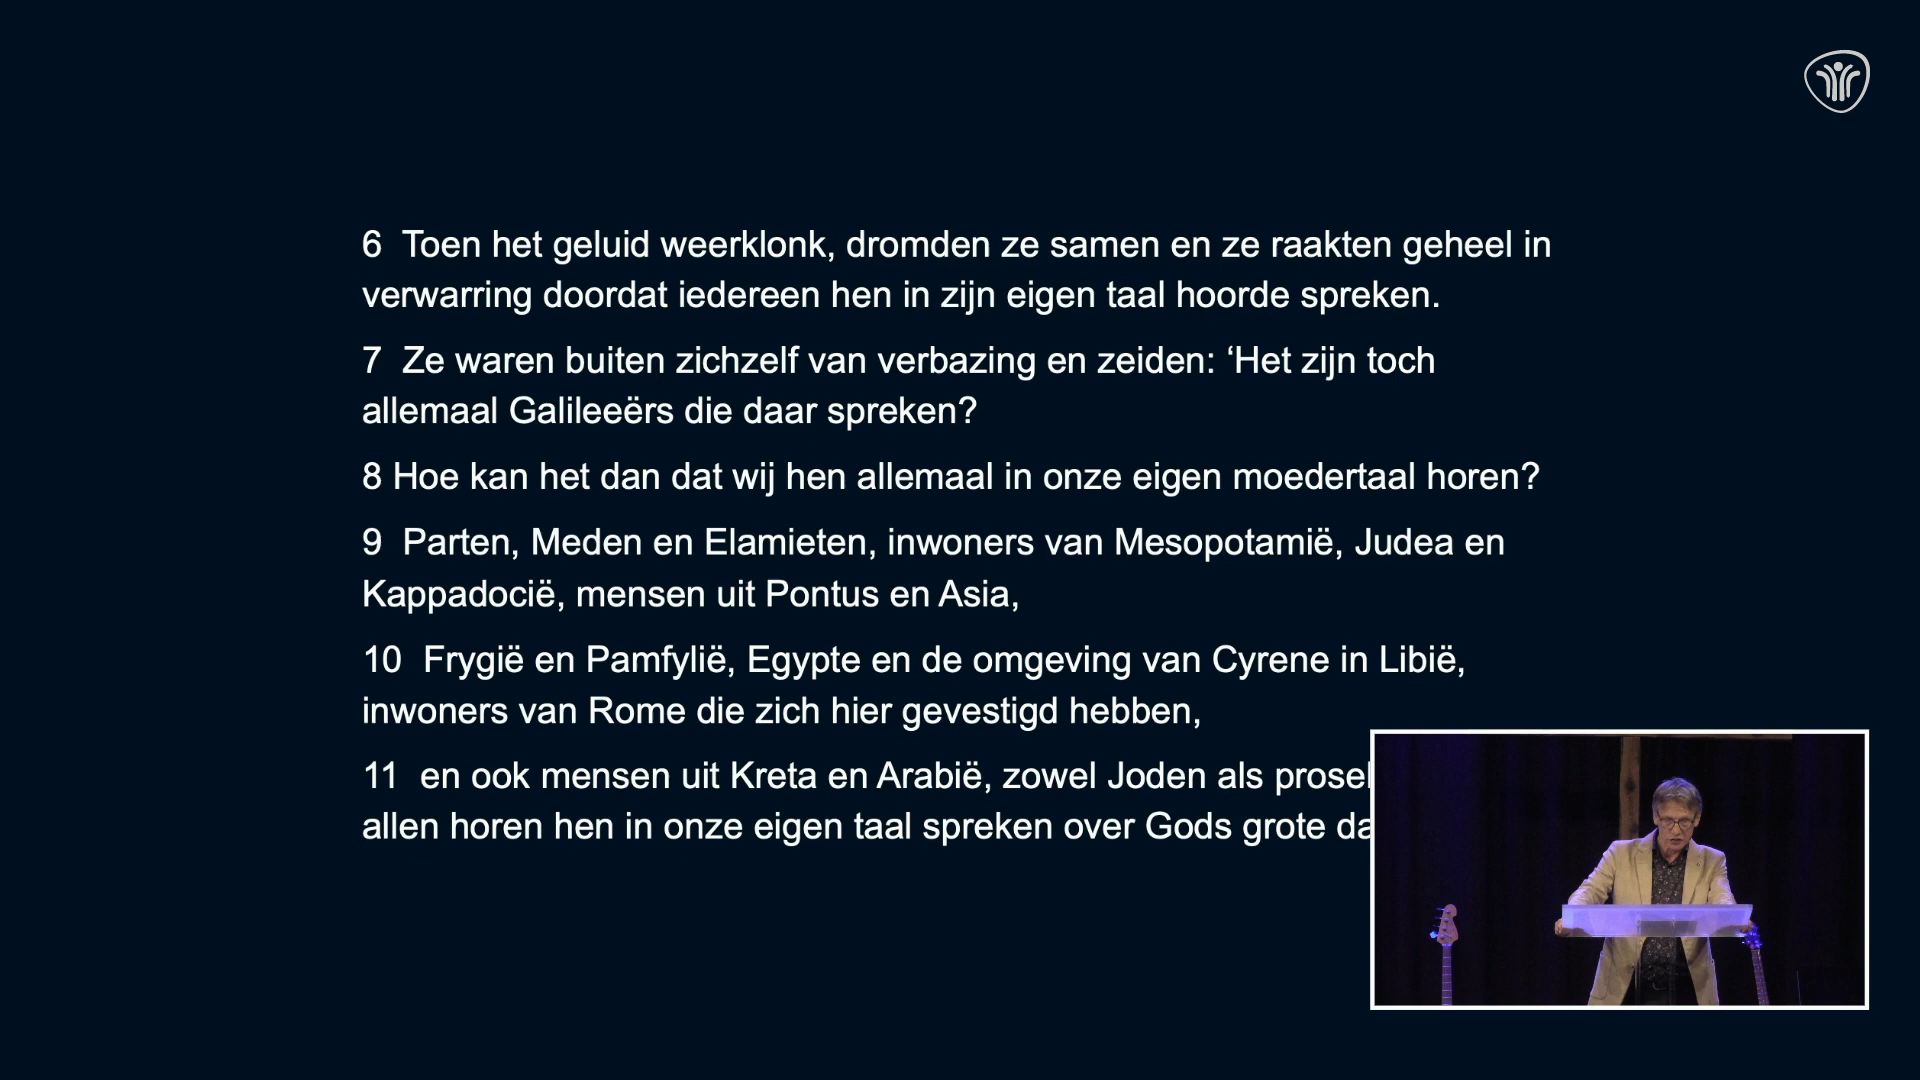 6 Toen het geluid weerklonk, dromden ze samen en ze raakten geheel in
verwarring doordat iedereen hen in zijn eigen taal hoorde spreken.
7 Ze waren buiten zichzelf van verbazing en zeiden: ‘Het zijn toch
allemaal Galileeërs die daar spreken?
8 Hoe kan het dan dat wij hen allemaal in onze eigen moedertaal horen?
9 Parten, Meden en Elamieten, inwoners van Mesopotamië, Judea en
Kappadocië, mensen uit Pontus en Asia,
10 Frygië en Pamfylië, Egypte en de omgeving van Cyrene in Libië,
inwoners van Rome die zich hier gevestigd hebben,
11 en ook mensen uit Kreta en Arabië, zowel Joden als
allen horen hen in onze eigen taal spreken over Gods grote